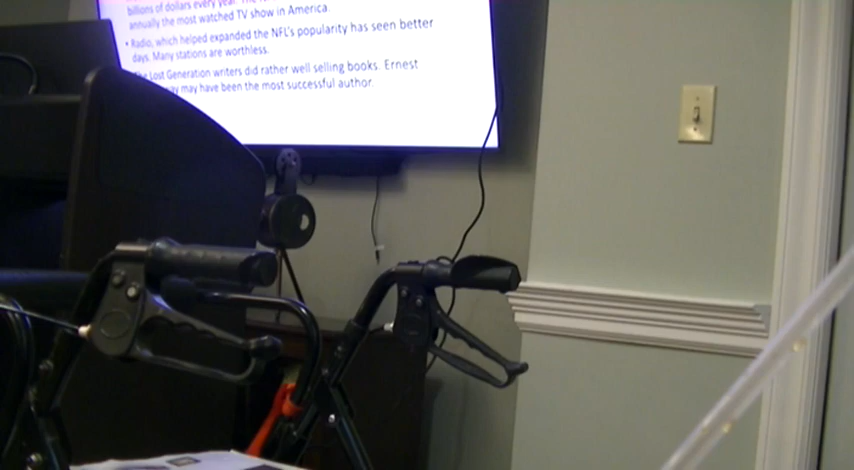 billions of dollars every year. The
annually the most watched TV show in America.
• Radio, which helped expanded the NFL's popularity has seen better
days. Many stations are worthless.
Lost Generation writers did rather well selling books. Ernest
may have been the most successful author.